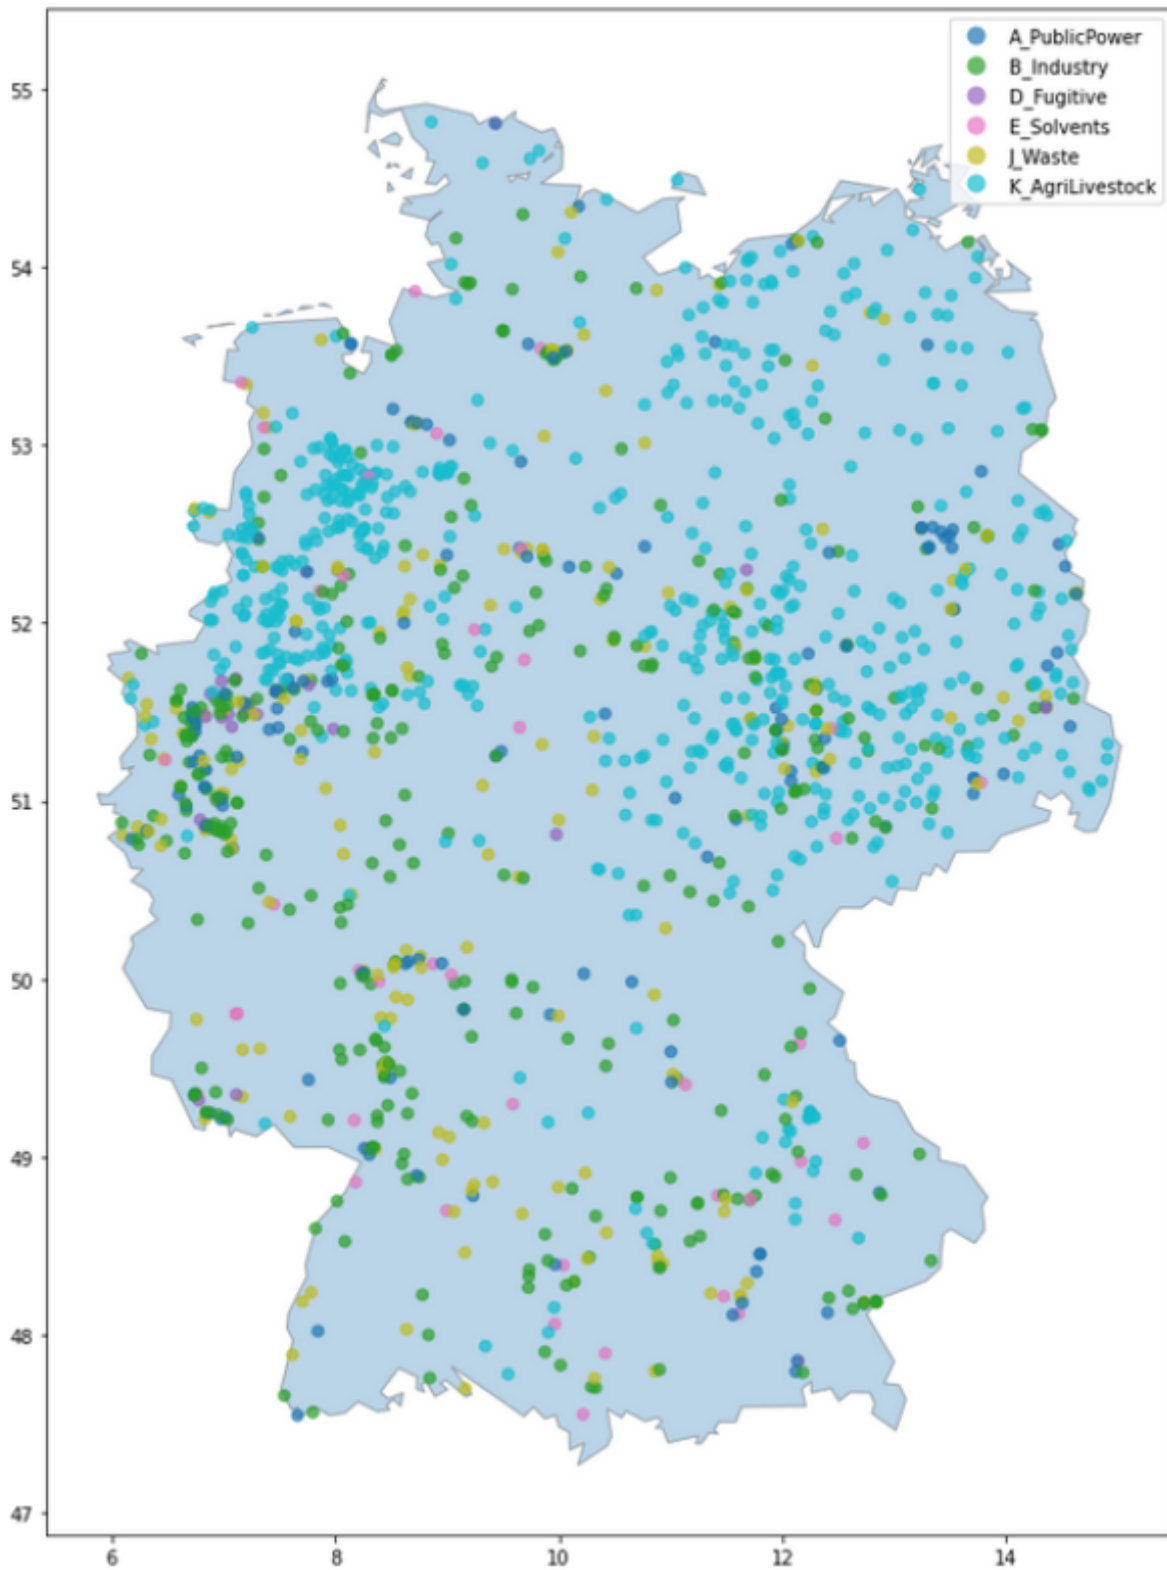 A_PublicPower
B_Industry
D_Fugitive
E_Solvents
J_Waste
K_AgriLivestock
55
54
53
52
51
50
49
48
47
6 8 10 12 14